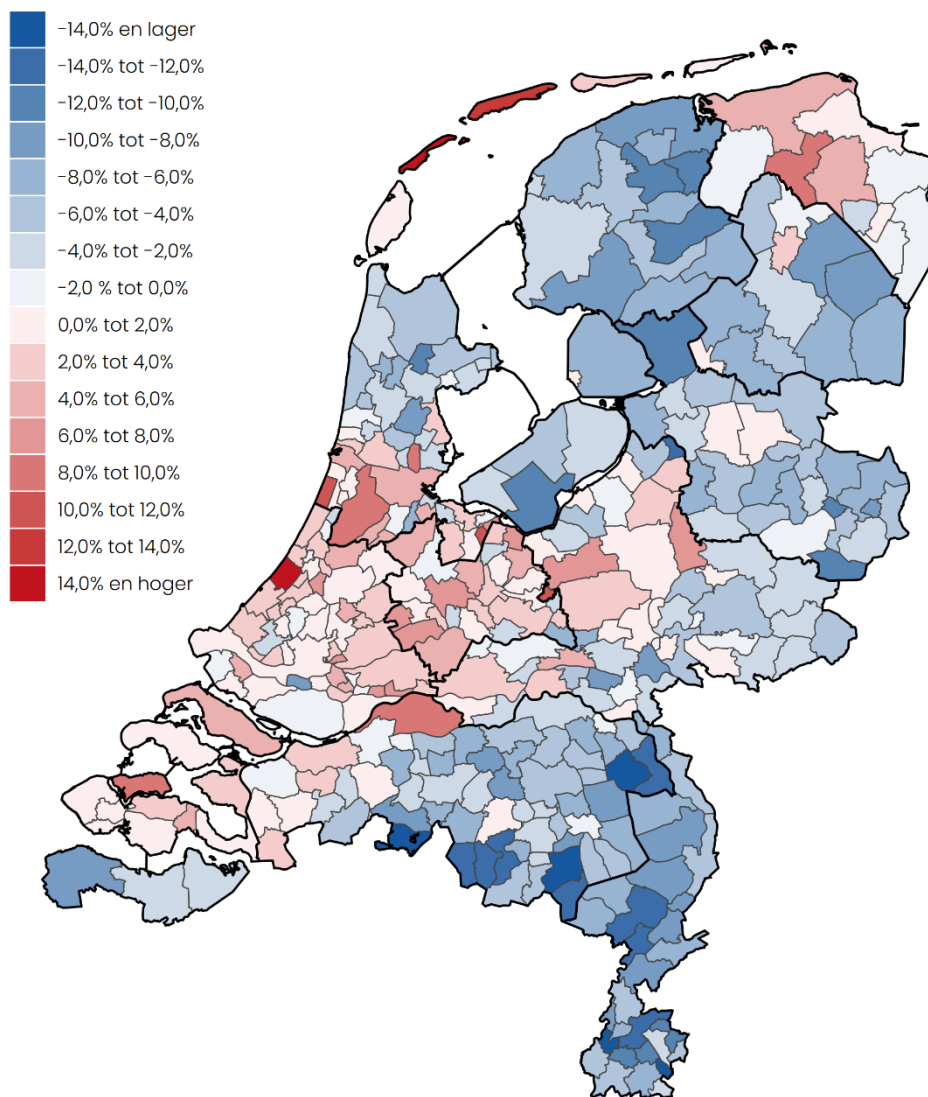 -14,0% en lager
-14,0% tot -12,0%
-12,0% tot -10,0%
-10,0% tot -8,0%
-8,0% tot -6,0%
-6,0% tot -4,0%
-4,0% tot -2,0%
-2,0 % tot 0,0%
0,0% tot 2,0%
2,0% tot 4,0%
4,0% tot 6,0%
6,0% tot 8,0%
8,0% tot 10,0%
10,0% tot 12,0%
12,0% tot 14,0%
14,0% en hoger